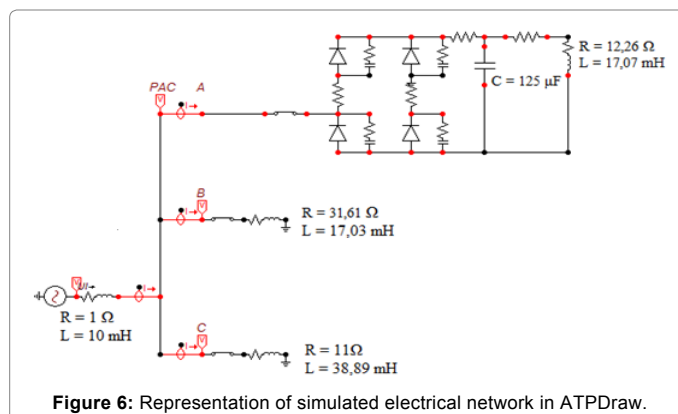 R = 12,26 Ω
L = 17,07 mH
C = 125 µF
PAC A
B
R = 31,61 Ω
L = 17,03 mH
U/I
R = 1 Ω
L = 10 mH
C
R = 11Ω
L = 38,89 mH
Figure 6: Representation of simulated electrical network in ATPDraw.